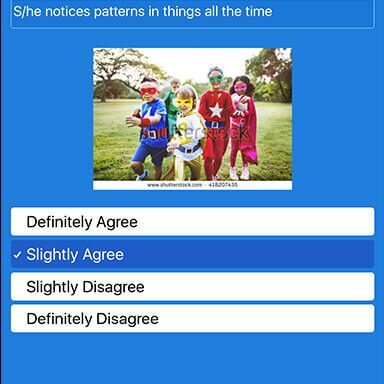 S/he notices patterns in things all the time
shutterstock
www.shutterstock.com · 418207435
Definitely Agree
✓ Slightly Agree
Slightly Disagree
Definitely Disagree